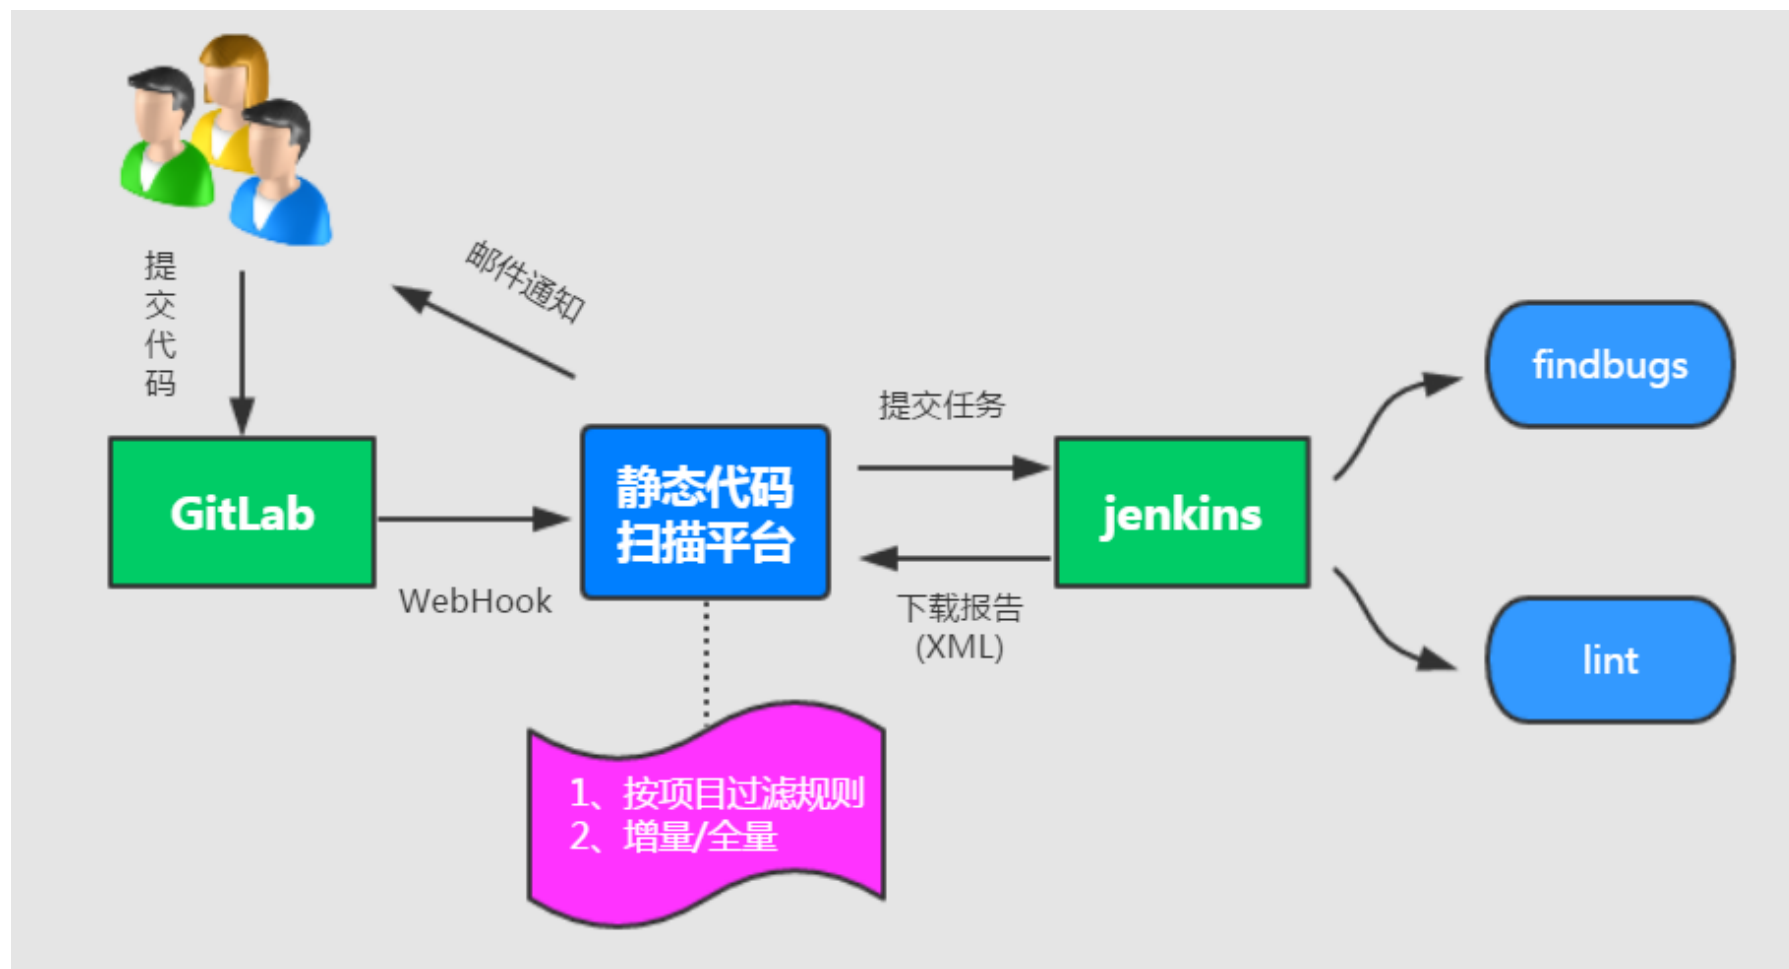 提
交
代
码
邮件通知
GitLab
WebHook
静态代码
扫描平台
提交任务
下载报告
(XML)
jenkins
findbugs
lint
1、按项目过滤规则
2、增量/全量